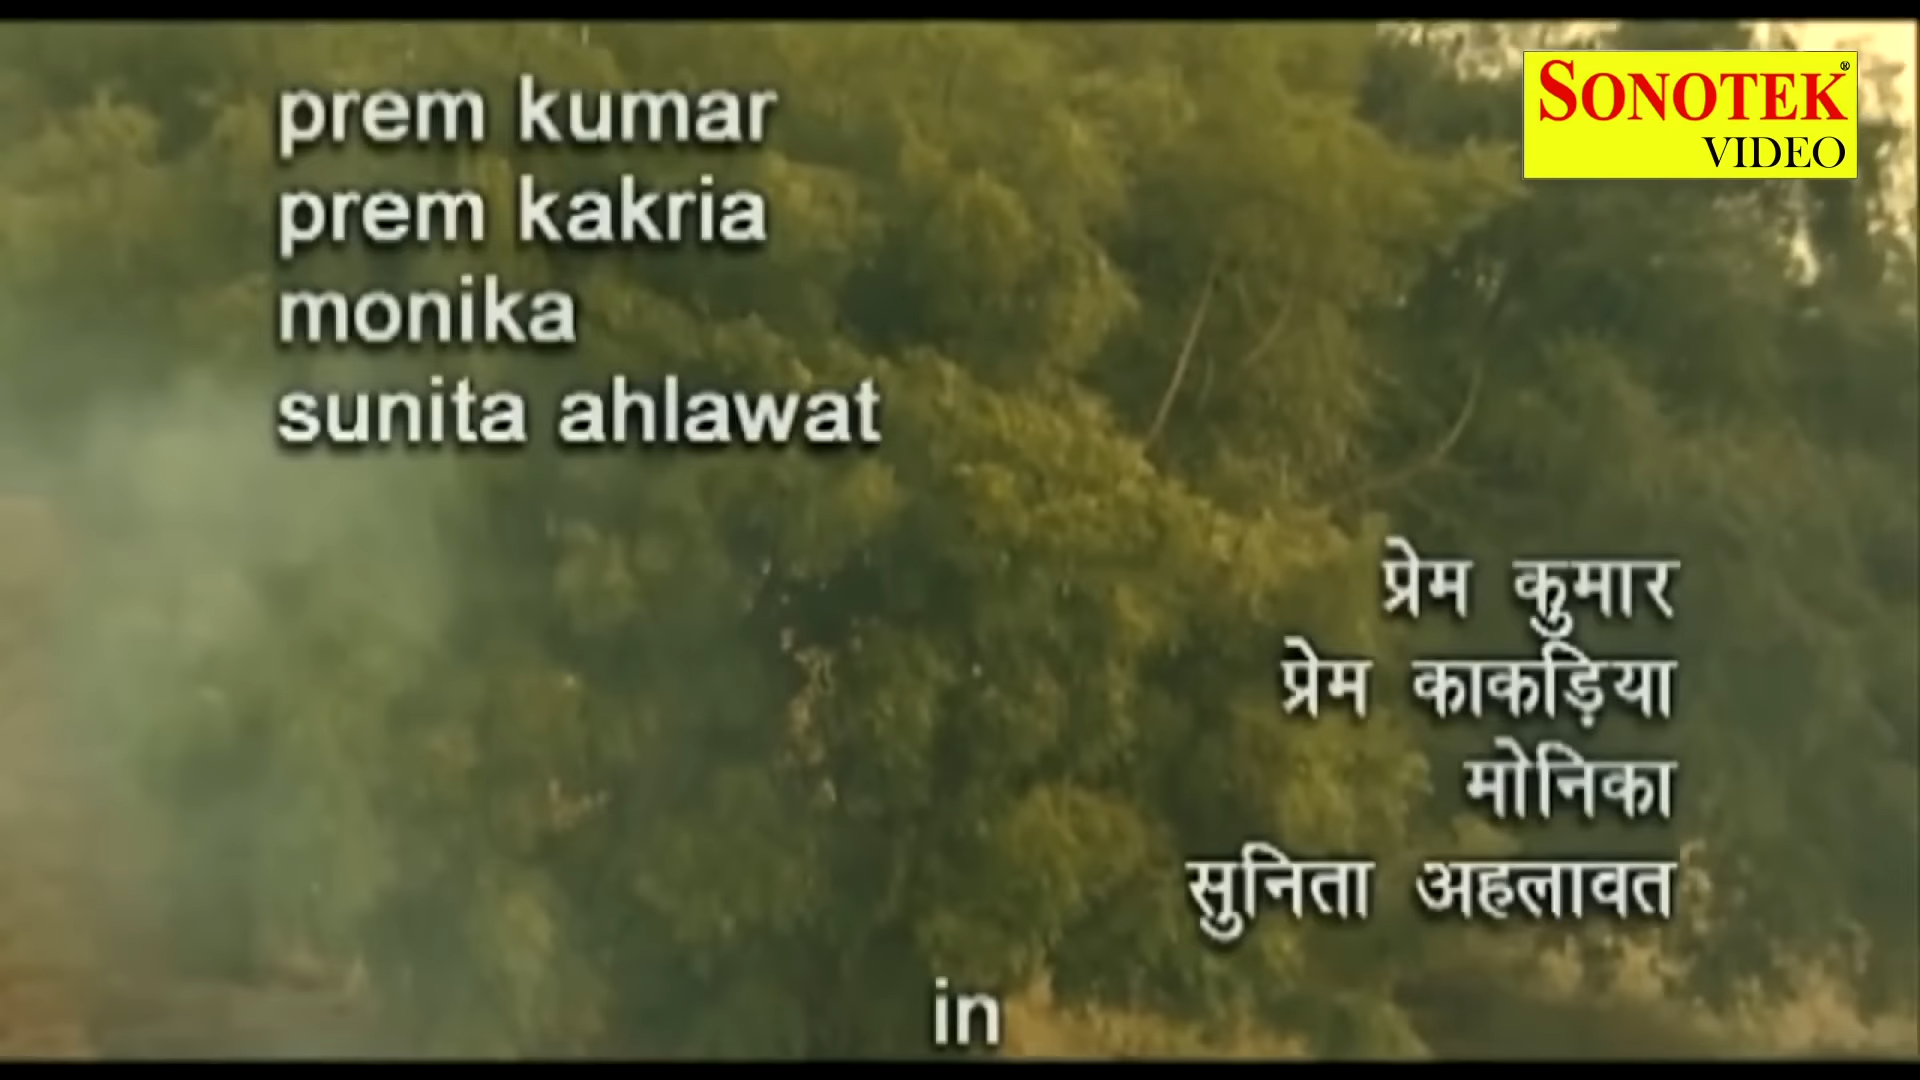 SONOTEK®
VIDEO
prem kumar
prem kakria
monika
sunita ahlawat
प्रेम कुमार
प्रेम काकड़िया
मोनिका
सुनिता अहलावत
in